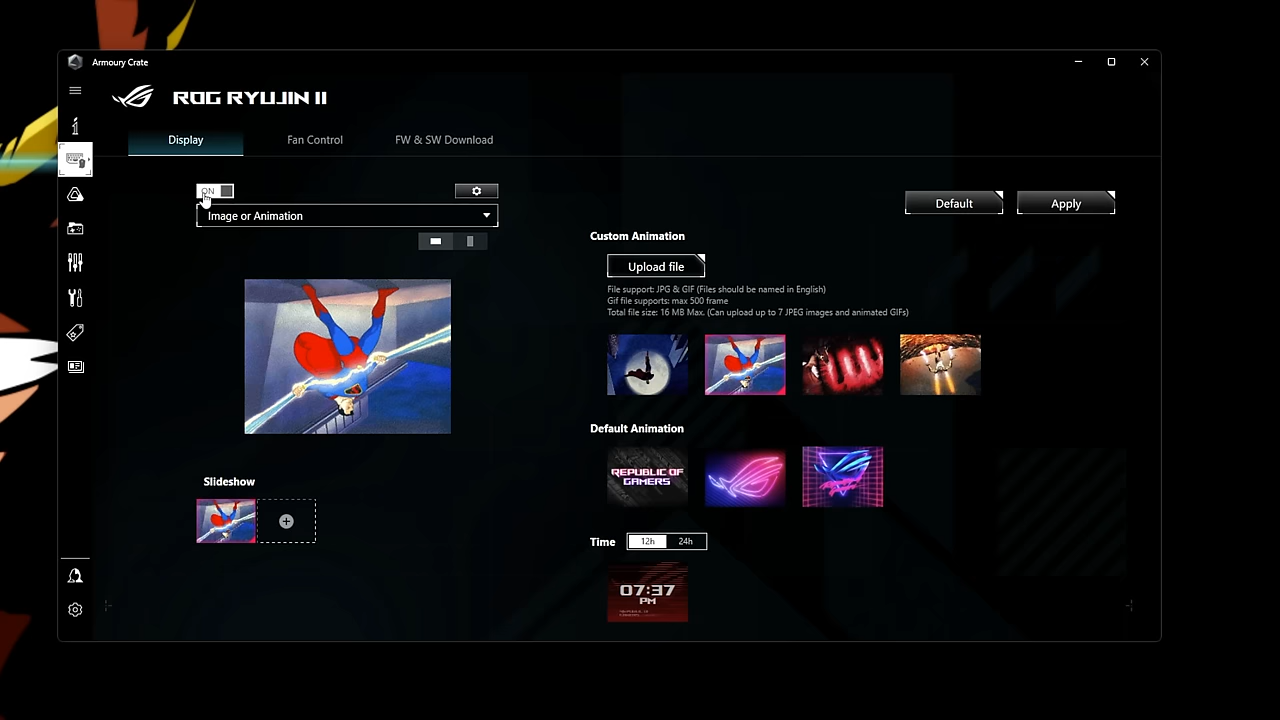 Armoury Crate
ROG RYUJIN II
Display
Fan Control
FW & SW Download
ON
Image or Animation
Default
Apply
Custom Animation
Upload file
File support: JPG & GIF (Files should be named in English)
Gif file supports: max 500 frame
Total file size: 16 MB Max. (Can upload up to 7 JPEG images and animated GIFs)
Default Animation
REPUBLIC OF
GAMERS
Slideshow
Time
12h
24h
07:37
PM